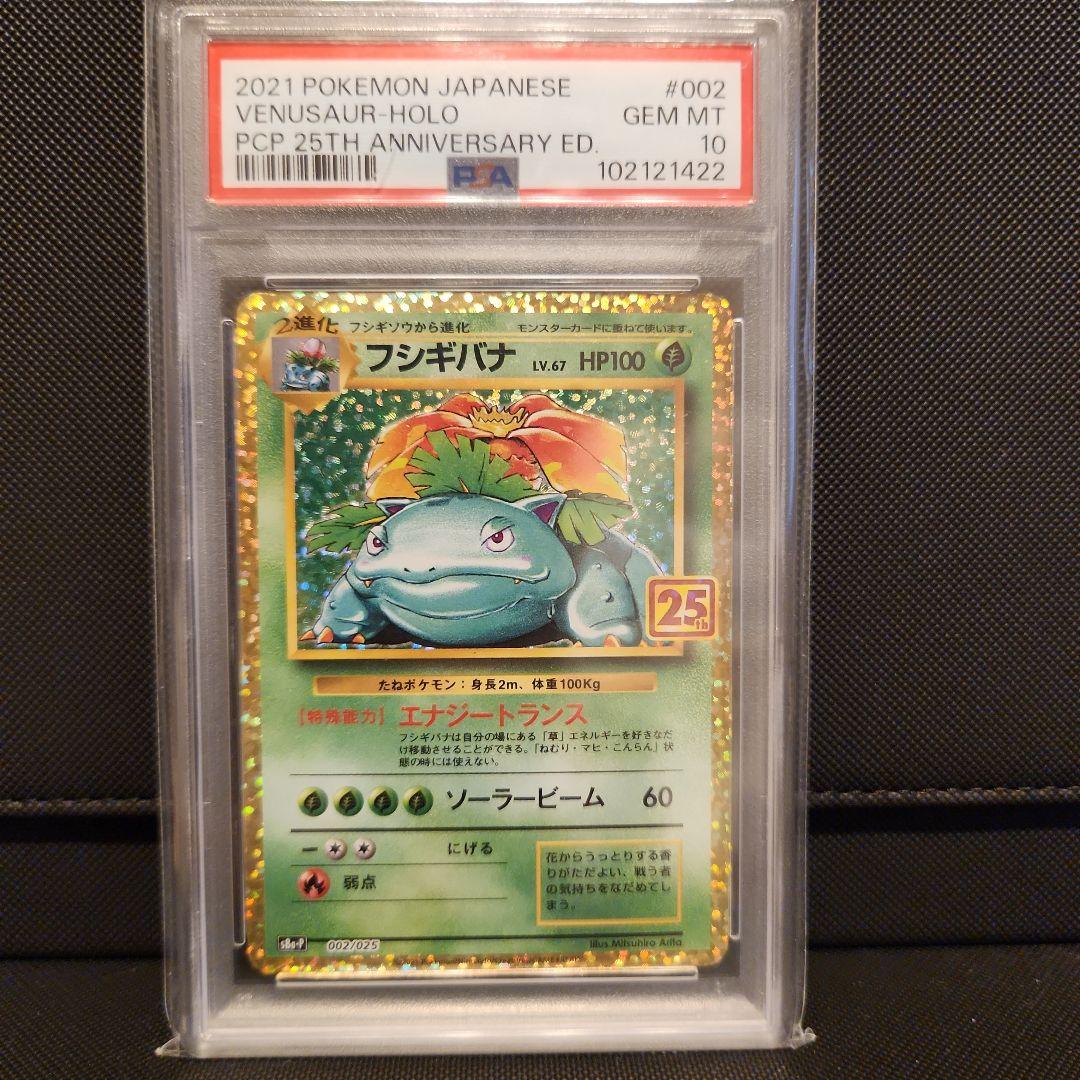 2021 POKEMON JAPANESE #002
VENUSAUR-HOLO GEM MT
PCP 25TH ANNIVERSARY ED. 10
PSA 102121422
2進化 フシギソウから進化 モンスターカードに重ねて使います。
フシギバナ LV.67 HP100
25th
たねポケモン：身長2m、体重100Kg
【特殊能力】 エナジートランス
フシギバナは自分の場にある「草」エネルギーを好きなだ
け移動させることができる。「ねむり・マヒ・こんらん」状
態の時には使えない。
ソーラービーム 60
ー にげる
弱点
花からうっとりする香
りがただよい、戦う者
の気持ちをなだめてし
まう。
s8a-P 002/025 Illus.Mitsuhiro Arita